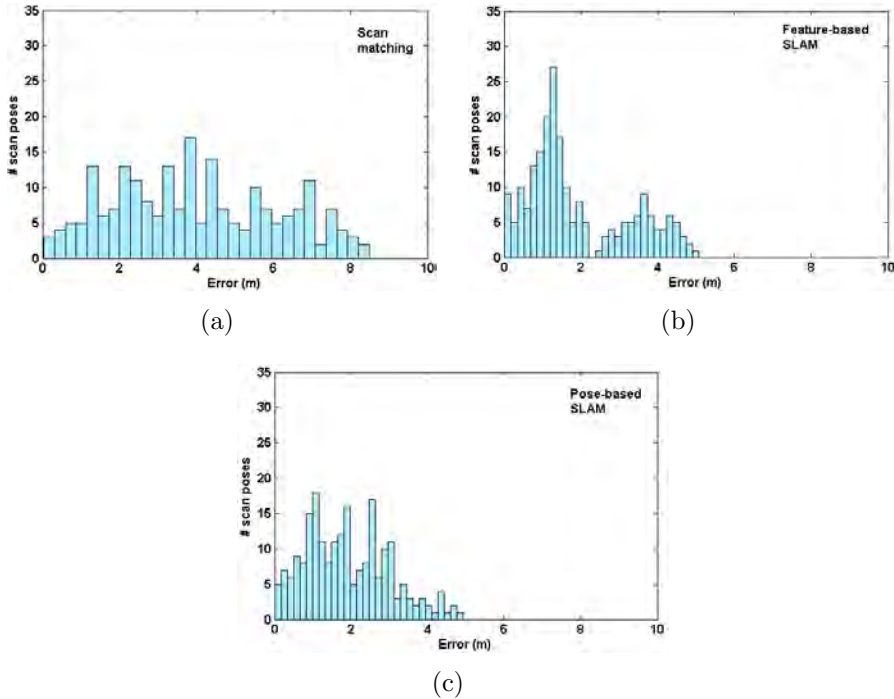 35
30
25
20
15
10
5
0
# scan poses
Scan
matching
0 2 4 6 8 10
Error (m)
(a)
35
30
25
20
15
10
5
0
# scan poses
Feature-based
SLAM
0 2 4 6 8 10
Error (m)
(b)
35
30
25
20
15
10
5
0
# scan poses
Pose-based
SLAM
0 2 4 6 8 10
Error (m)
(c)